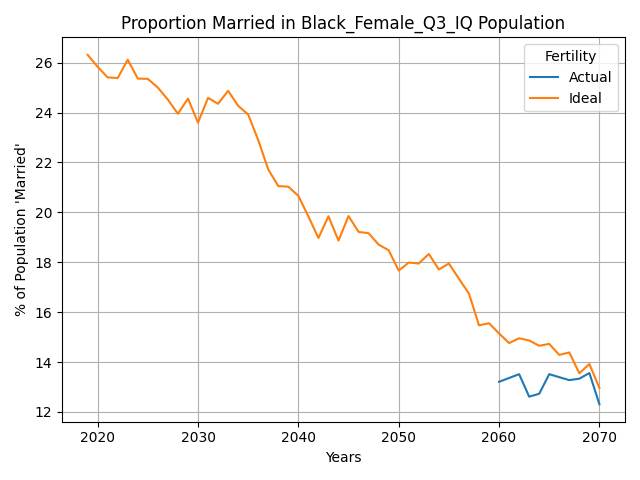 Proportion Married in Black_Female_Q3_IQ Population
Fertility
Actual
Ideal
% of Population 'Married'
26
24
22
20
18
16
14
12
2020 2030 2040 2050 2060 2070
Years